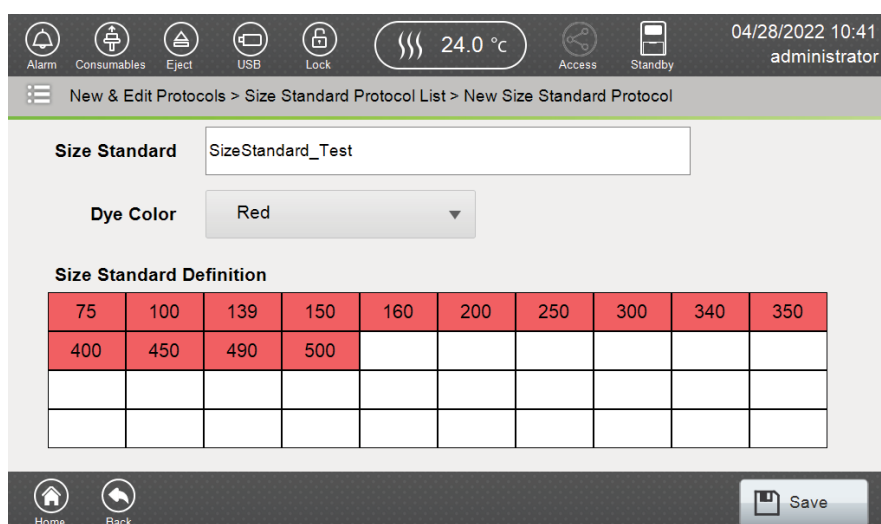 04/28/2022 10:41
administrator
24.0 °c
Alarm Consumables Eject USB Lock Access Standby
New & Edit Protocols > Size Standard Protocol List > New Size Standard Protocol
Size Standard SizeStandard_Test
Dye Color Red
Size Standard Definition
75 100 139 150 160 200 250 300 340 350
400 450 490 500
Save
Home Back